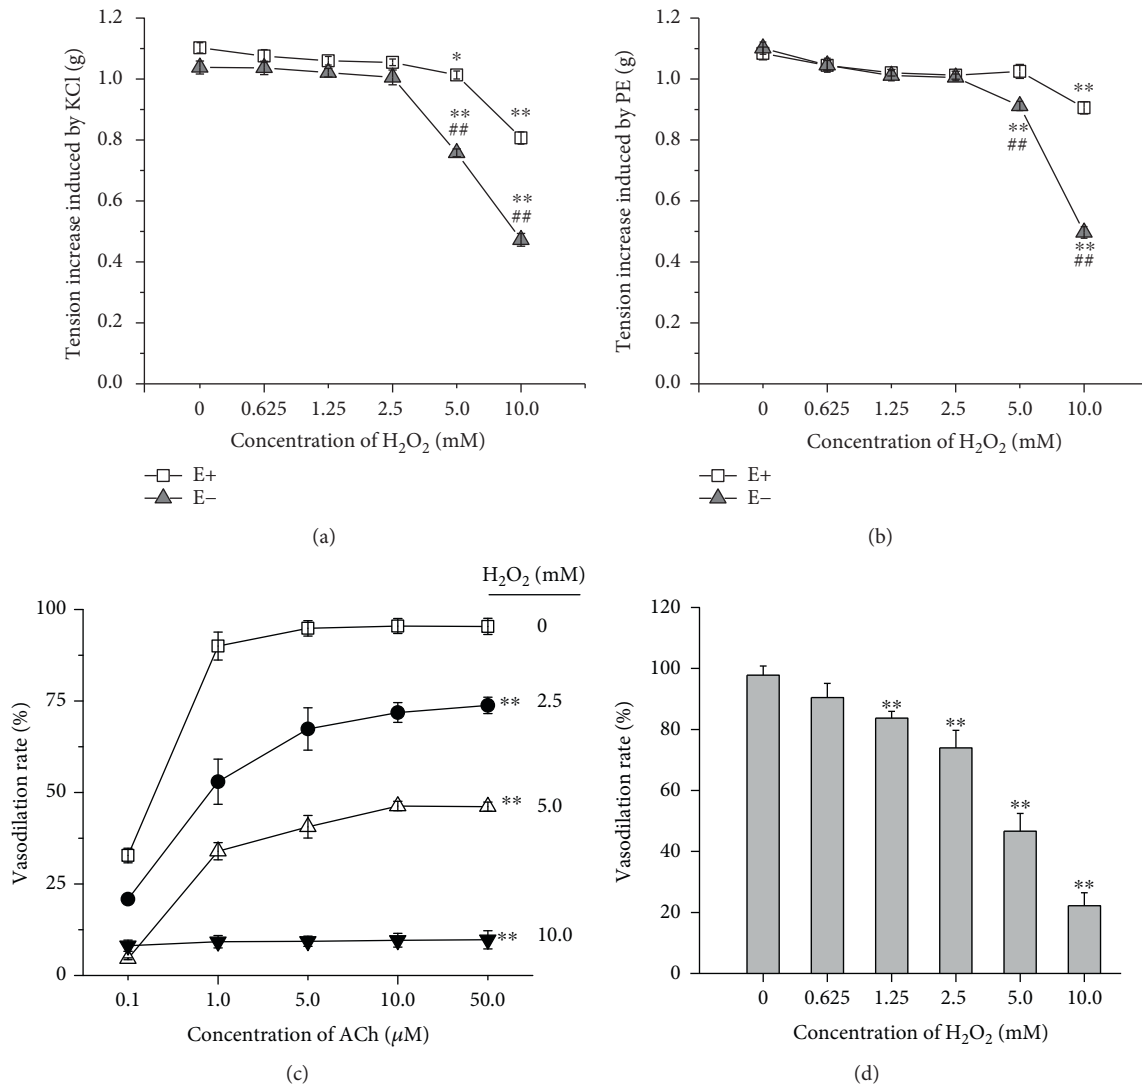 1.2
1.0
0.8
0.6
0.4
0.2
0.0
Tension increase induced by KCl (g)
*
**
**
##
**
##
0 0.625 1.25 2.5 5.0 10.0
Concentration of H₂O₂ (mM)
E+
E−
(a)
1.2
1.0
0.8
0.6
0.4
0.2
0.0
Tension increase induced by PE (g)
**
**
##
**
##
0 0.625 1.25 2.5 5.0 10.0
Concentration of H₂O₂ (mM)
E+
E−
(b)
H₂O₂ (mM)
100
75
50
25
0
Vasodilation rate (%)
0
** 2.5
** 5.0
** 10.0
0.1 1.0 5.0 10.0 50.0
Concentration of ACh (μM)
(c)
120
100
80
60
40
20
0
Vasodilation rate (%)
**
**
**
**
0 0.625 1.25 2.5 5.0 10.0
Concentration of H₂O₂ (mM)
(d)